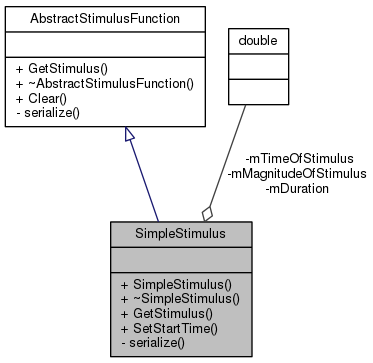 AbstractStimulusFunction
+ GetStimulus()
+ ~AbstractStimulusFunction()
+ Clear()
- serialize()
double
-mTimeOfStimulus
-mMagnitudeOfStimulus
-mDuration
SimpleStimulus
+ SimpleStimulus()
+ ~SimpleStimulus()
+ GetStimulus()
+ SetStartTime()
- serialize()